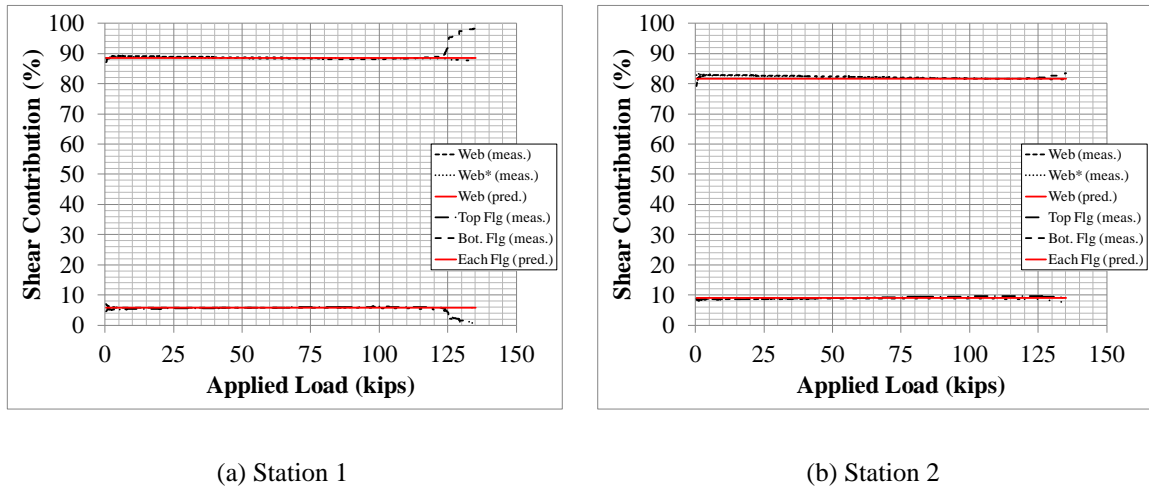 Shear Contribution (%)
100
90
80
70
60
50
40
30
20
10
0
0 25 50 75 100 125 150
Applied Load (kips)
Web (meas.)
Web* (meas.)
Web (pred.)
Top Flg (meas.)
Bot. Flg (meas.)
Each Flg (pred.)
(a) Station 1
Shear Contribution (%)
100
90
80
70
60
50
40
30
20
10
0
0 25 50 75 100 125 150
Applied Load (kips)
Web (meas.)
Web* (meas.)
Web (pred.)
Top Flg (meas.)
Bot. Flg (meas.)
Each Flg (pred.)
(b) Station 2